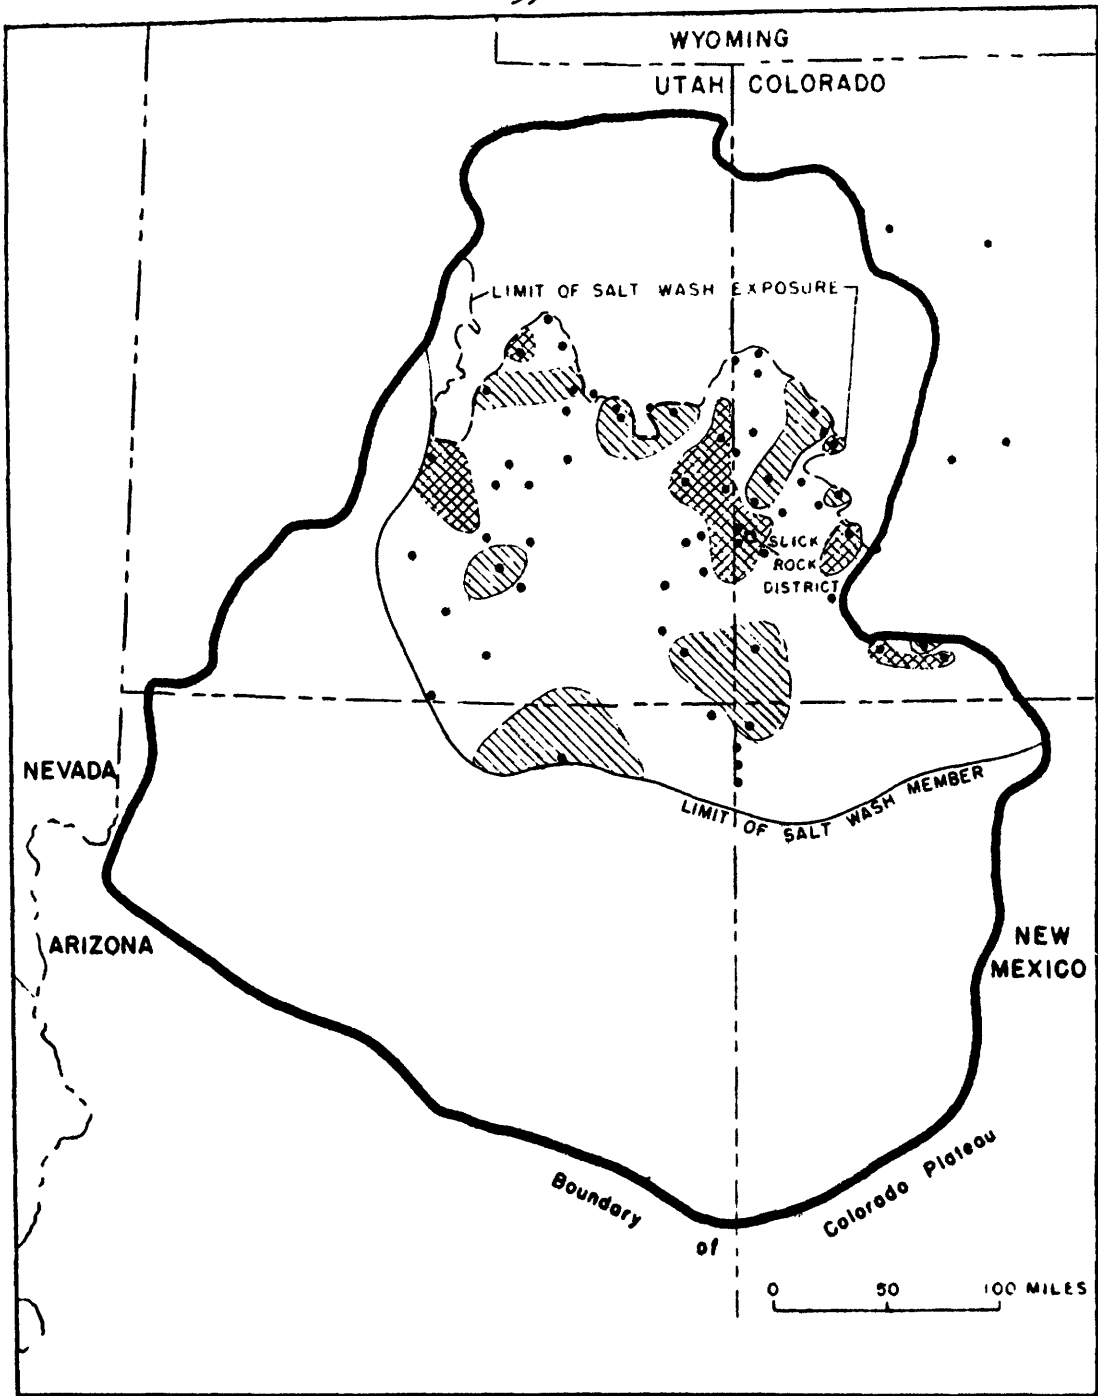 WYOMING
UTAH COLORADO
LIMIT OF SALT WASH EXPOSURE
SLICK
ROCK
DISTRICT
NEVADA
LIMIT OF SALT WASH MEMBER
ARIZONA
NEW
MEXICO
Boundary
of
Colorado Plateau
0 50 100 MILES